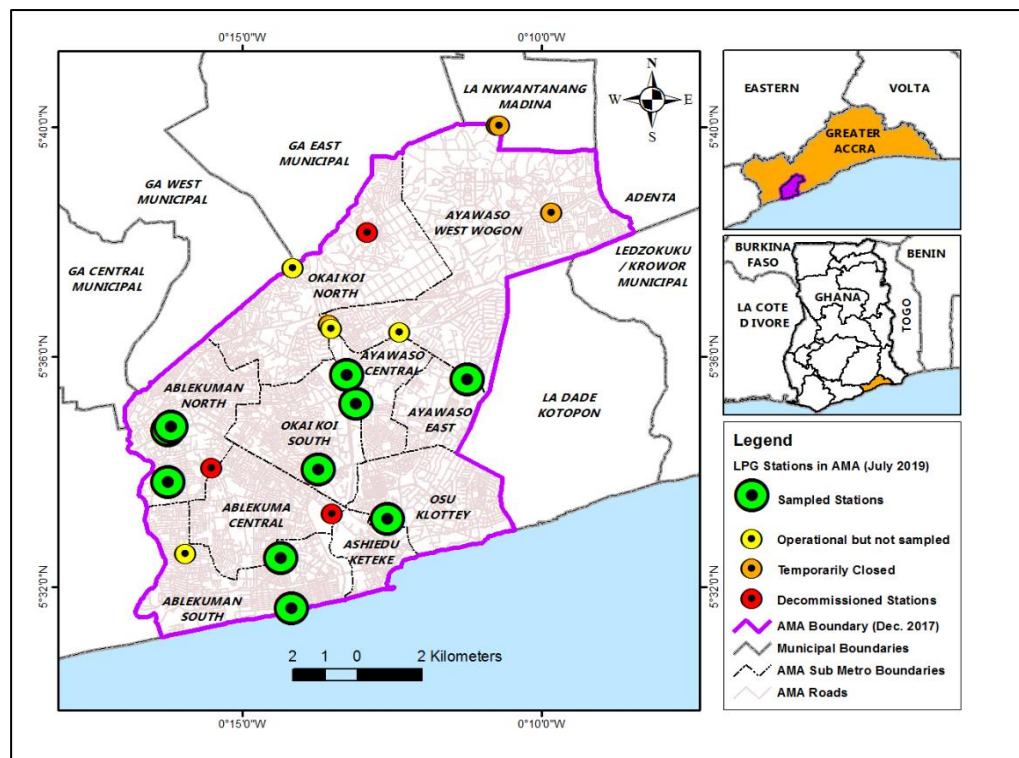 0°15'0"W
0°10'0"W
N
W
E
S
LA NKWANTANANG
MADINA
5°40'0"N
5°40'0"N
GA EAST
MUNICIPAL
GA WEST
MUNICIPAL
ADENTA
AYAWASO
WEST WOGON
LEDZOKUKU
/ KROWOR
MUNICIPAL
GA CENTRAL
MUNICIPAL
OKAI KOI
NORTH
5°36'0"N
5°36'0"N
AYAWASO
CENTRAL
ABLEKUMAN
NORTH
LA DADE
KOTOPON
AYAWASO
EAST
OKAI KOI
SOUTH
OSU
KLOTTEY
ABLEKUMA
CENTRAL
ASHIEDU
KETEKE
5°32'0"N
5°32'0"N
ABLEKUMAN
SOUTH
2 1 0 2 Kilometers
0°15'0"W
0°10'0"W
EASTERN
VOLTA
GREATER
ACCRA
BURKINA
FASO
BENIN
GHANA
LA COTE
D IVORE
TOGO
Legend
LPG Stations in AMA (July 2019)
Sampled Stations
Operational but not sampled
Temporarily Closed
Decommissioned Stations
AMA Boundary (Dec. 2017)
Municipal Boundaries
AMA Sub Metro Boundaries
AMA Roads